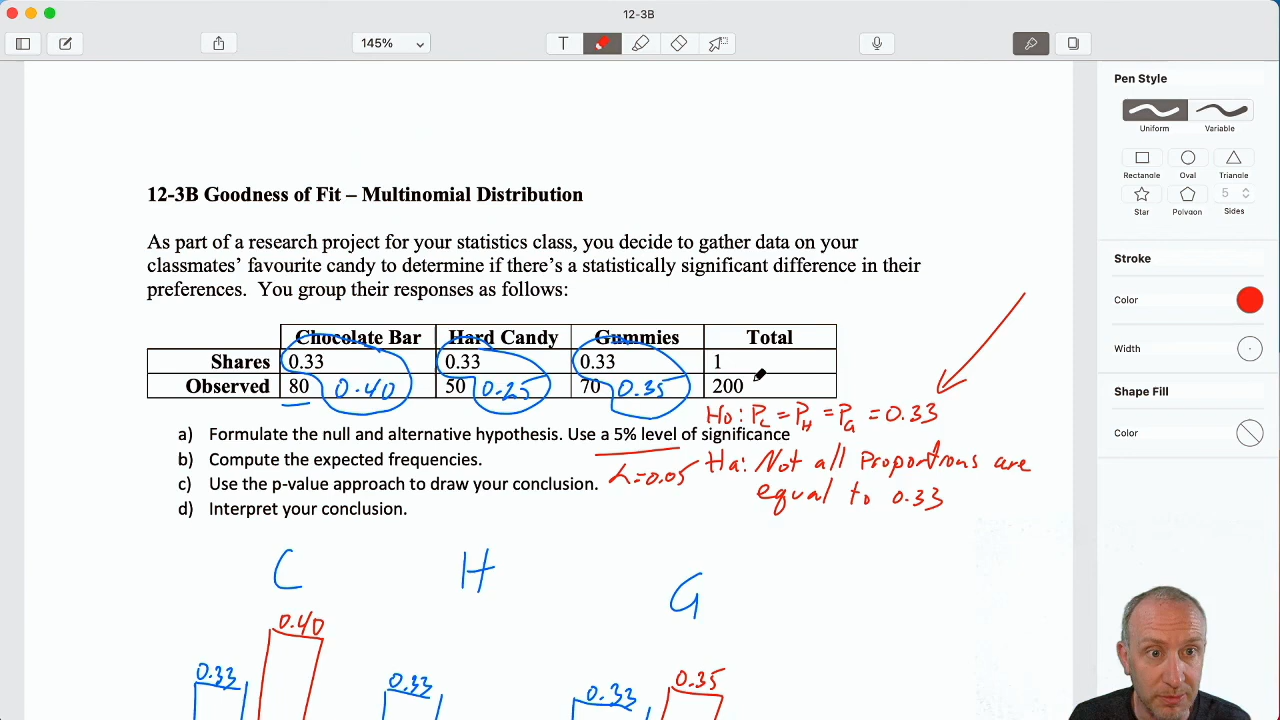 12-3B
145%
T
Pen Style
Uniform
Variable
Rectangle
Oval
Triangle
Star
Polygon
5
Sides
Stroke
Color
Width
Shape Fill
Color
12-3B Goodness of Fit – Multinomial Distribution
As part of a research project for your statistics class, you decide to gather data on your
classmates' favourite candy to determine if there's a statistically significant difference in their
preferences. You group their responses as follows:
Chocolate Bar Hard Candy Gummies Total
Shares 0.33 0.33 0.33 1
Observed 80 0.40 50 0.25 70 0.35 200
Ho: PC = PH = PG = 0.33
a) Formulate the null and alternative hypothesis. Use a 5% level of significance
b) Compute the expected frequencies.
Ha: Not all proportions are
c) Use the p-value approach to draw your conclusion.
α=0.05
equal to 0.33
d) Interpret your conclusion.
C H G
0.40
0.33 0.33 0.33 0.35